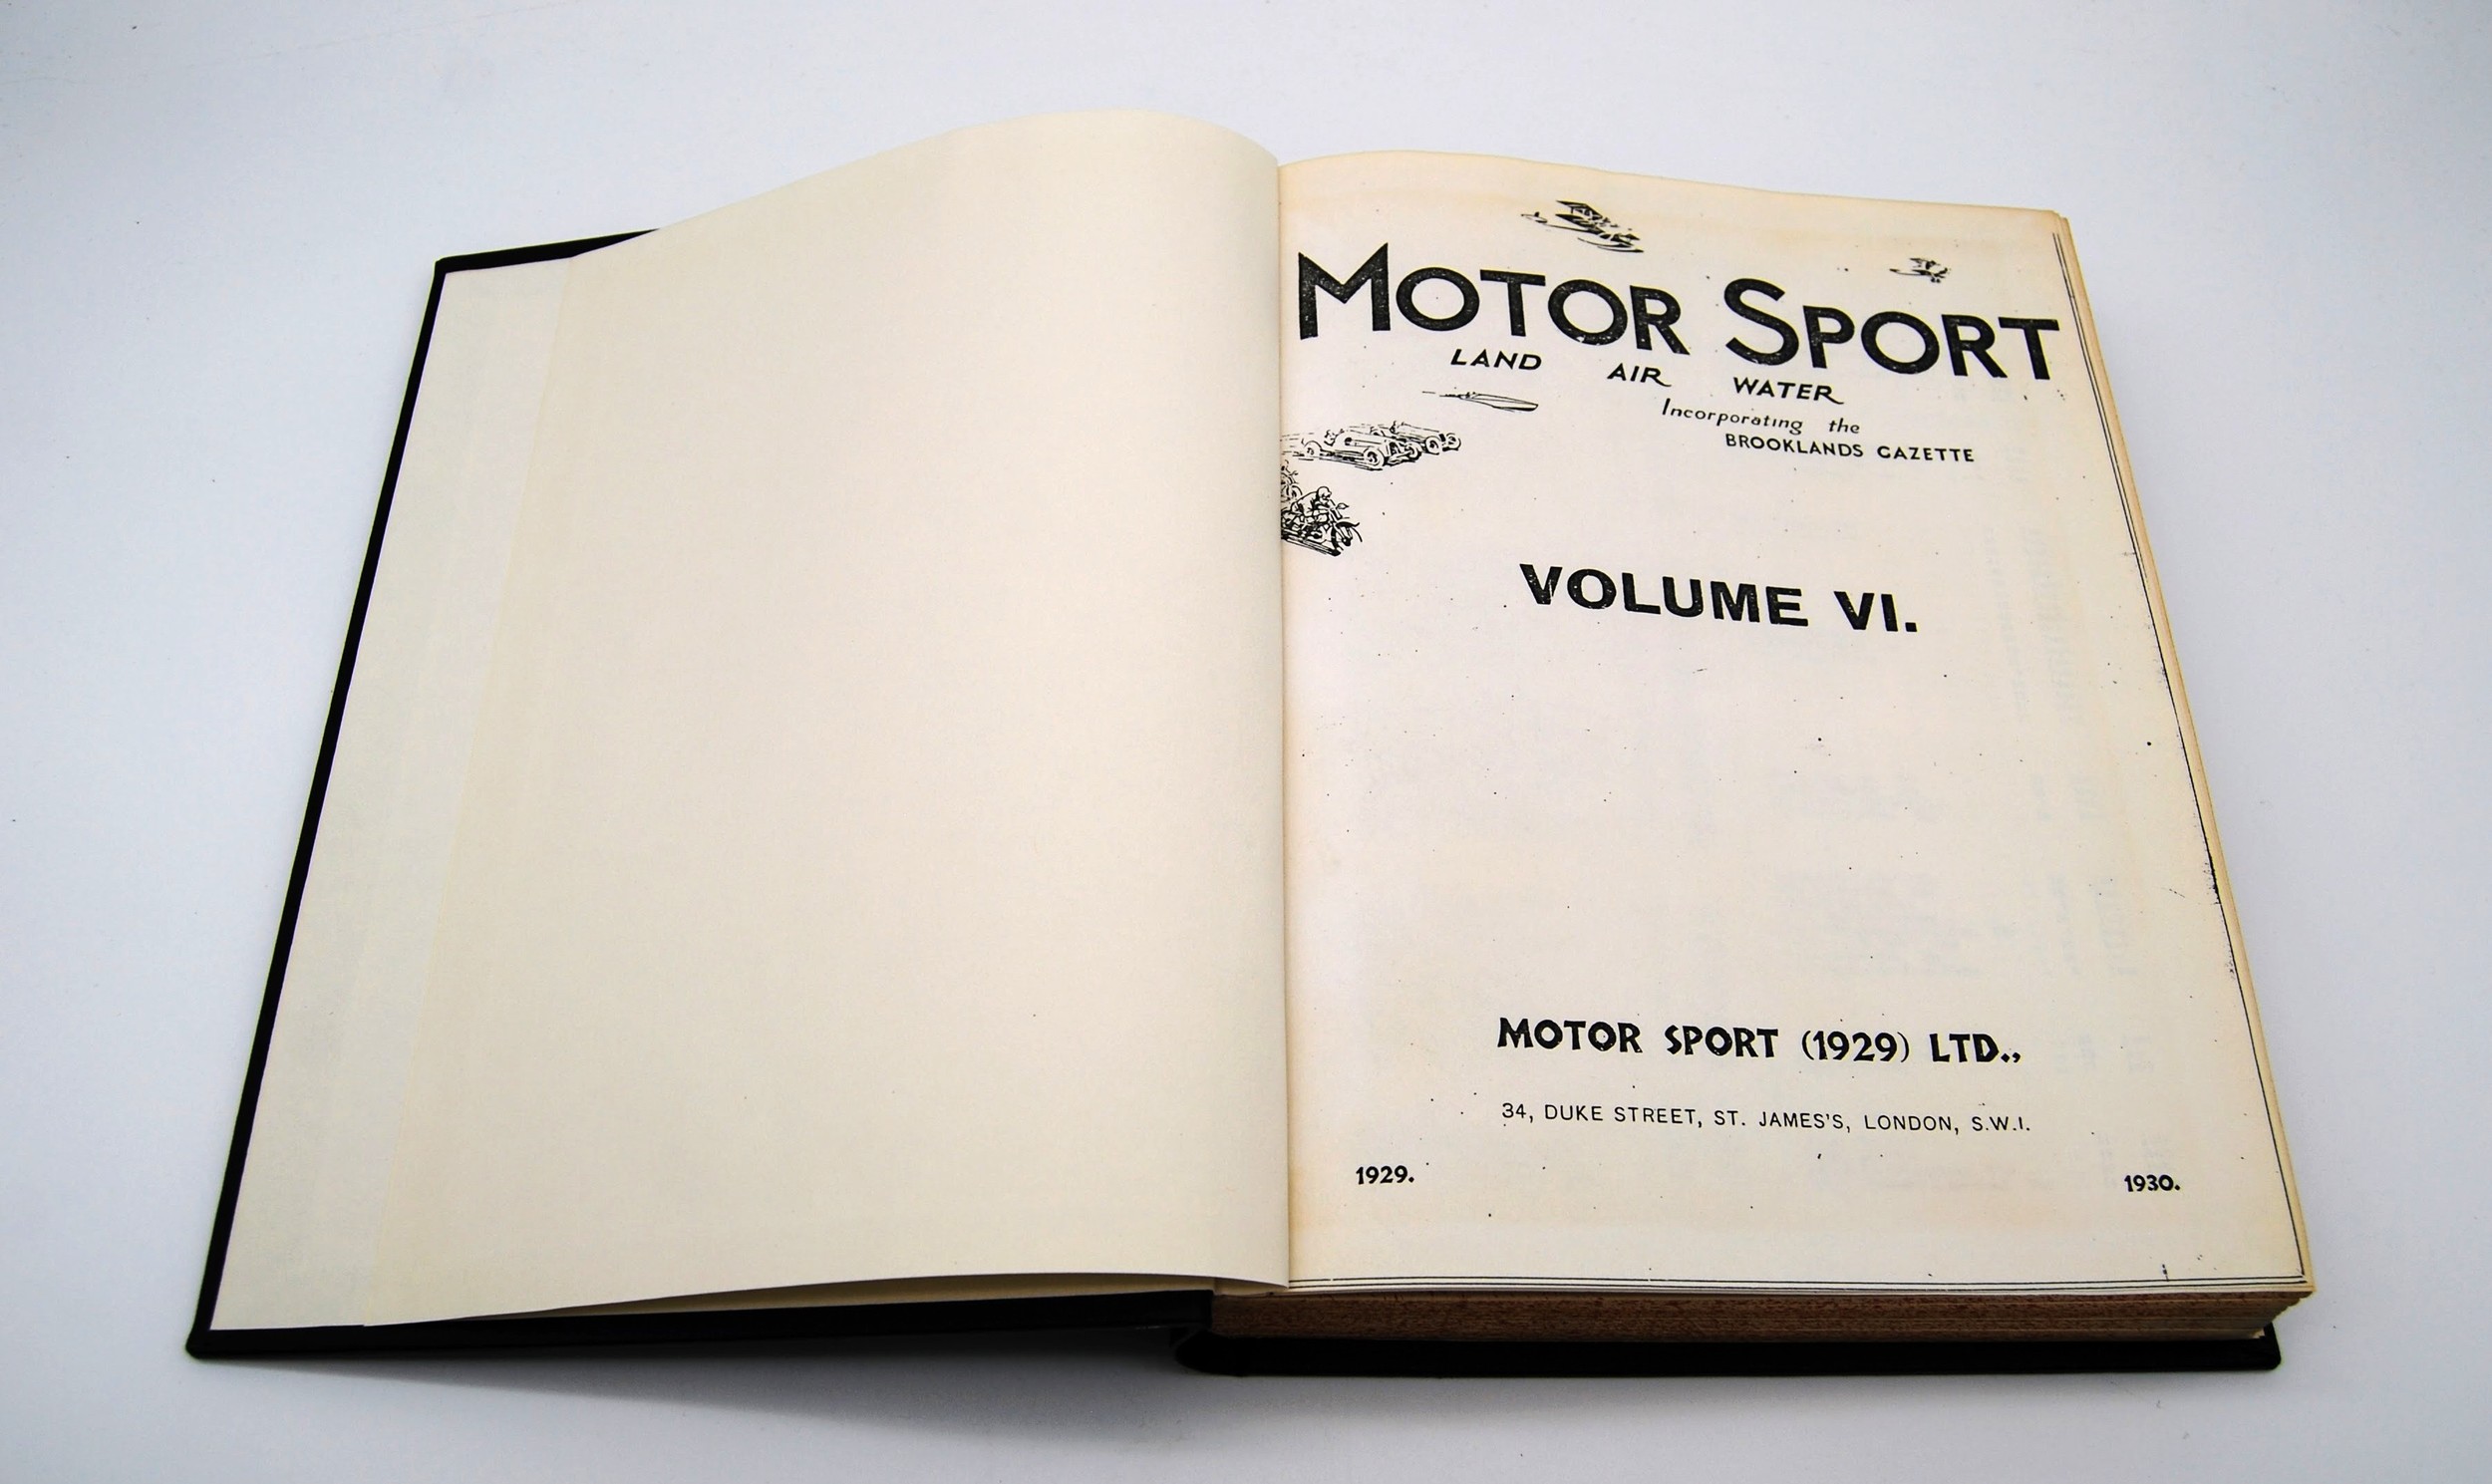 MOTOR SPORT
LAND AIR WATER
Incorporating the
BROOKLANDS GAZETTE
VOLUME VI.
MOTOR SPORT (1929) LTD.,
34, DUKE STREET, ST. JAMES'S, LONDON, S.W.I.
1929. 1930.